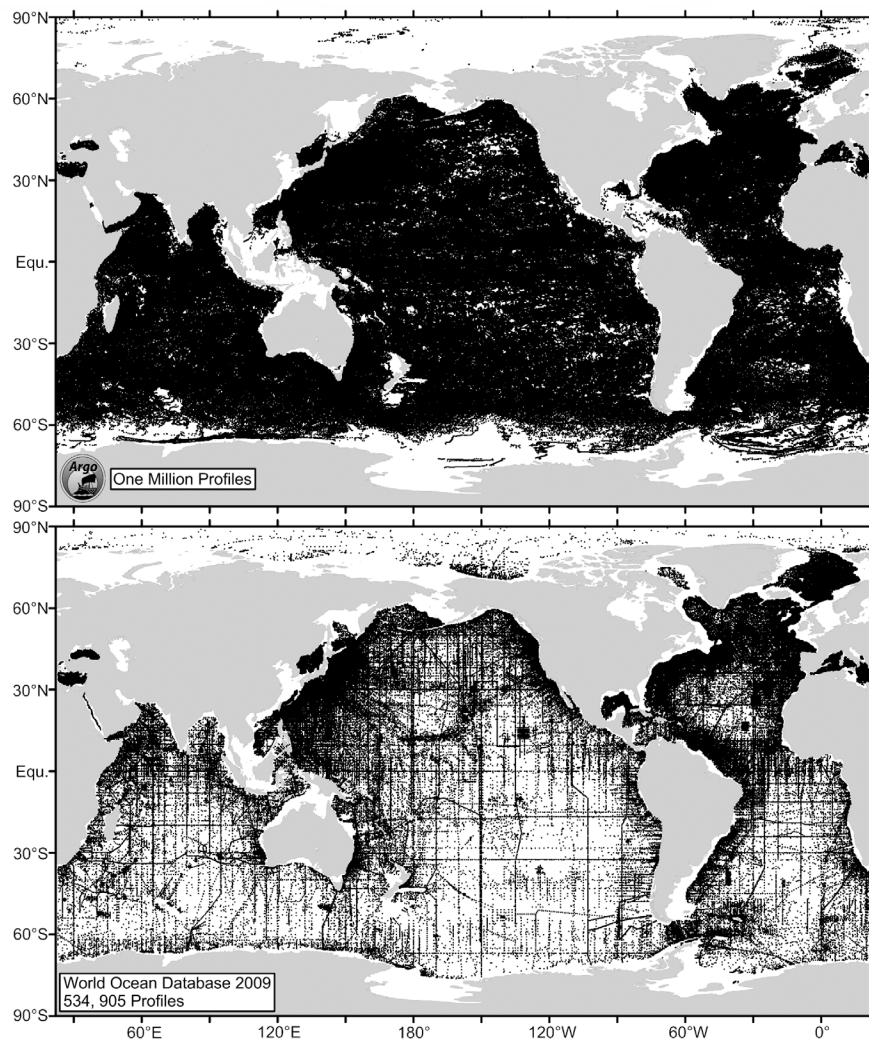 90°N
60°N
30°N
Equ.
30°S
60°S
90°S
Argo
One Million Profiles
90°N
60°N
30°N
Equ.
30°S
60°S
90°S
World Ocean Database 2009
534, 905 Profiles
60°E
120°E
180°
120°W
60°W
0°